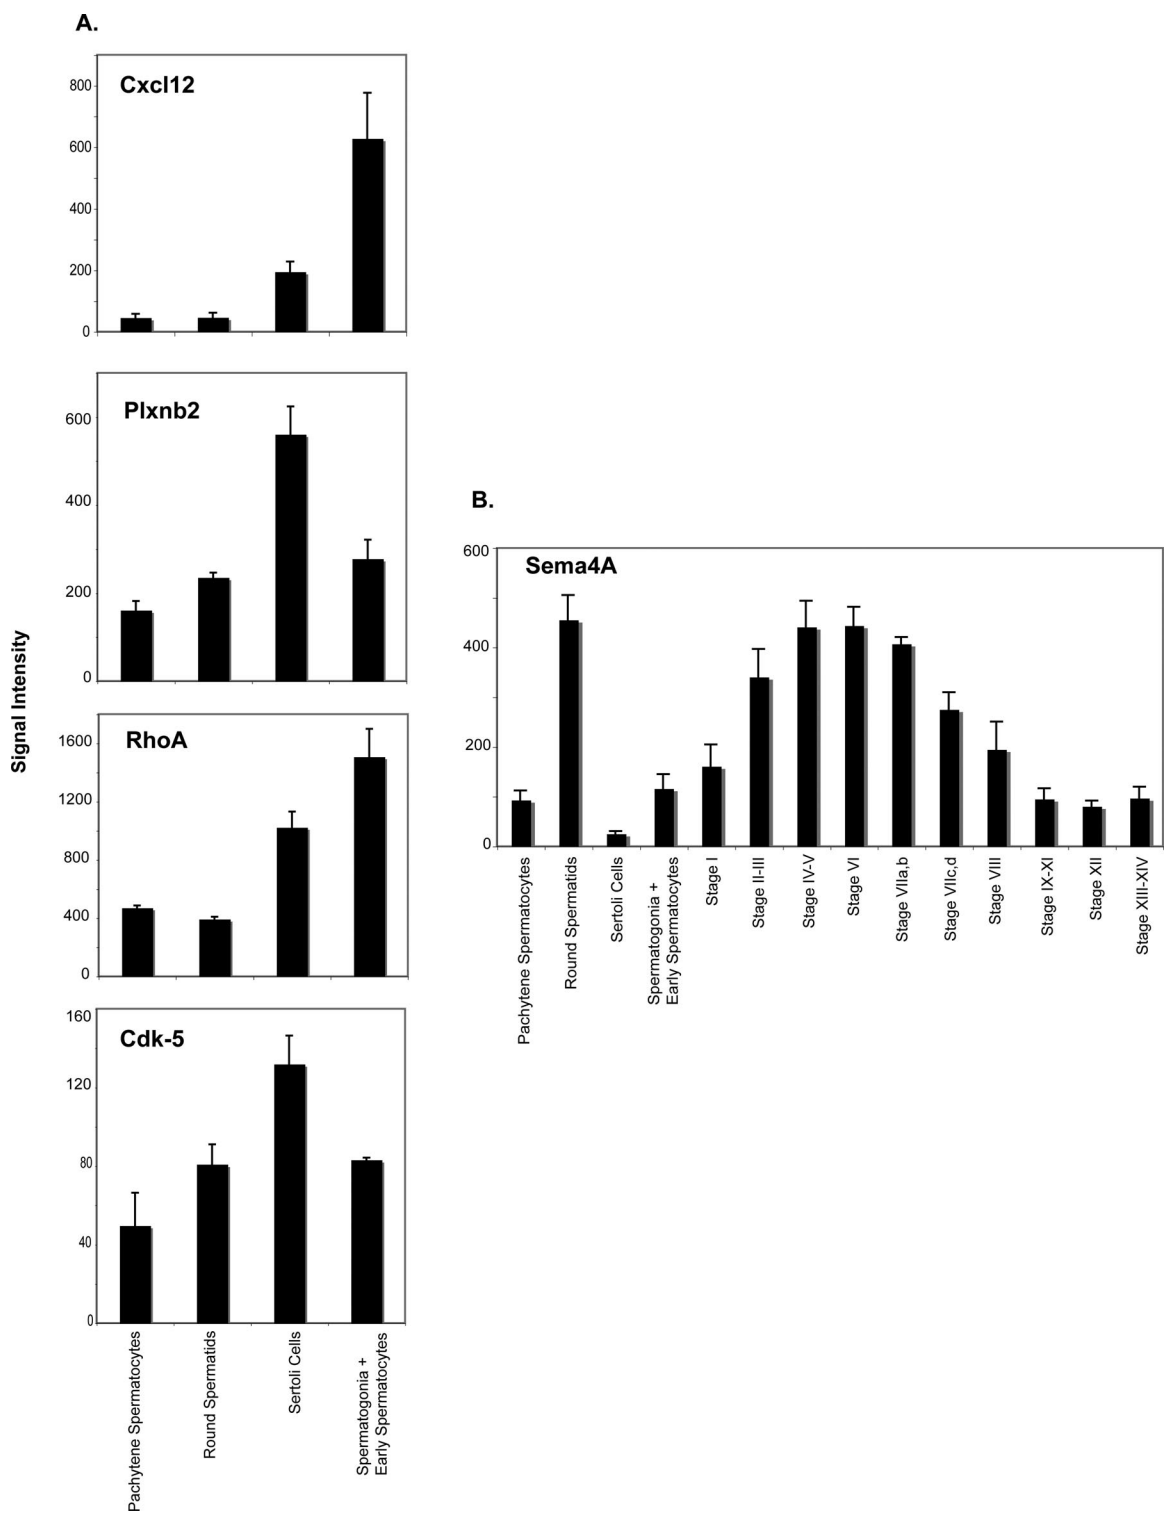 A.
Cxcl12
800
600
400
200
0
Plxnb2
600
400
200
0
Signal Intensity
RhoA
1600
1200
800
400
0
Cdk-5
160
120
80
40
0
Pachytene Spermatocytes
Round Spermatids
Sertoli Cells
Spermatogonia +
Early Spermatocytes
B.
Sema4A
600
400
200
0
Pachytene Spermatocytes
Round Spermatids
Sertoli Cells
Spermatogonia +
Early Spermatocytes
Stage I
Stage II-III
Stage IV-V
Stage VI
Stage VIIa,b
Stage VIIc,d
Stage VIII
Stage IX-XI
Stage XII
Stage XIII-XIV